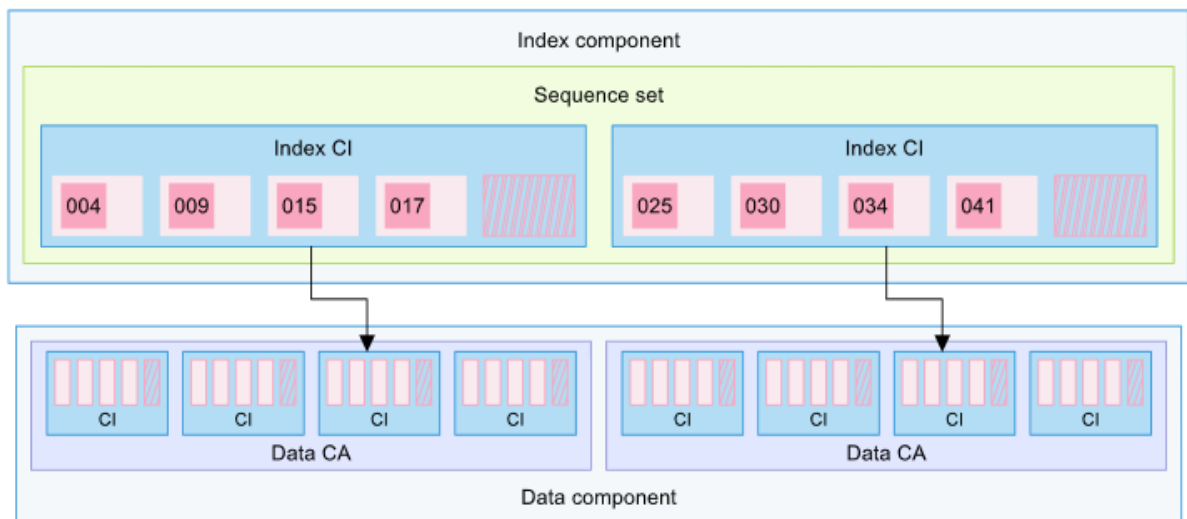 Index component
Sequence set
Index CI
Index CI
004 009 015 017
025 030 034 041
CI CI CI CI
CI CI CI CI
Data CA
Data CA
Data component